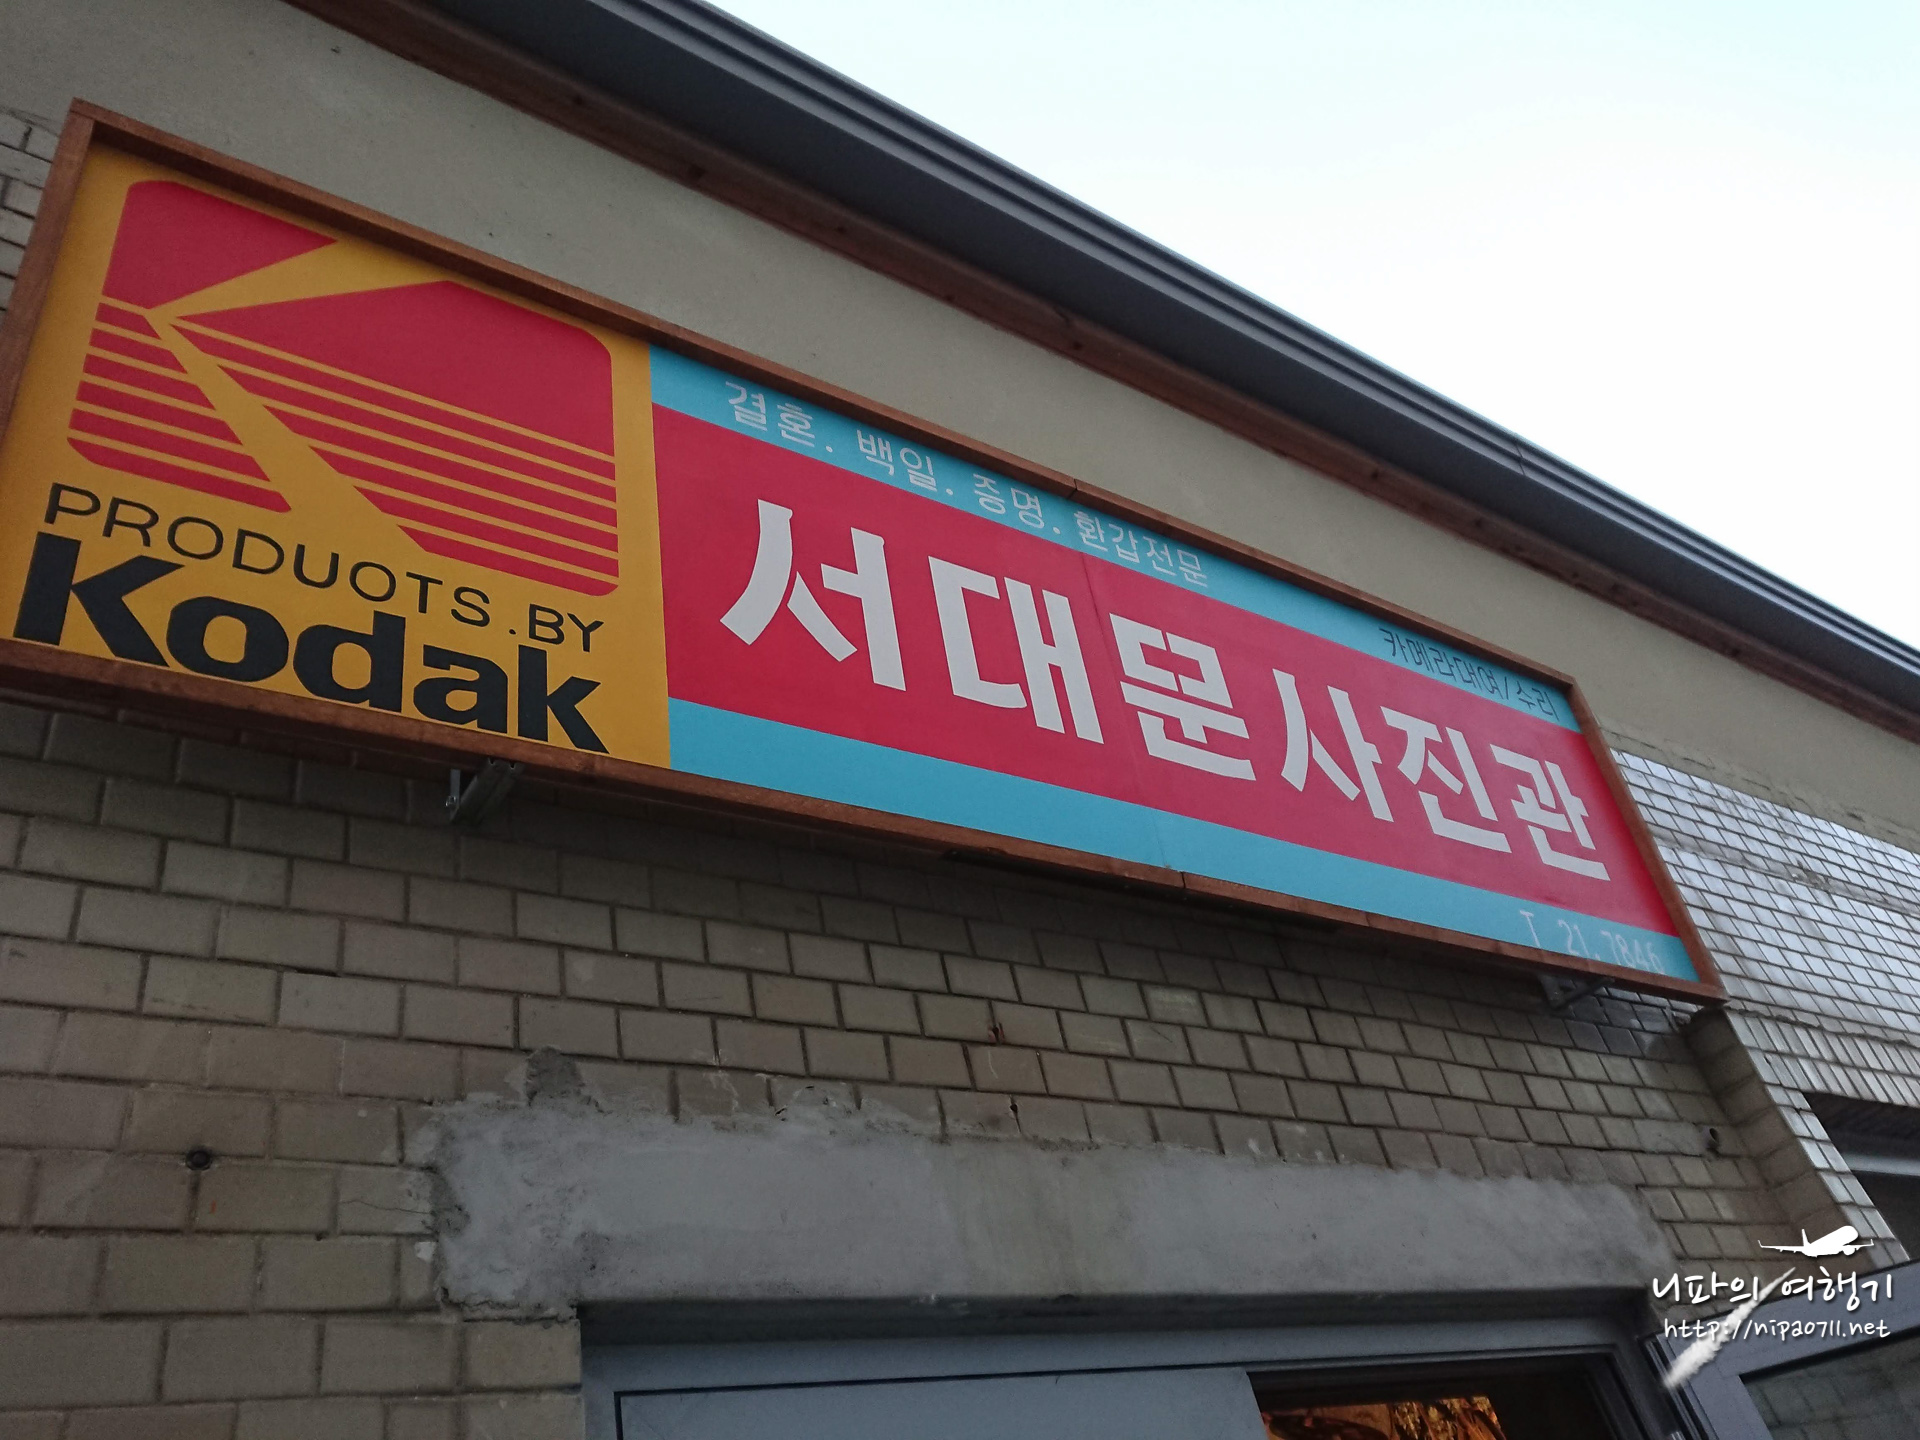 PRODUOTS.BY
Kodak
결혼.백일.증명.환갑전문
카메라대여/수리
서대문사진관
T 21.7846
니파의 여행기
http://nipa0711.net